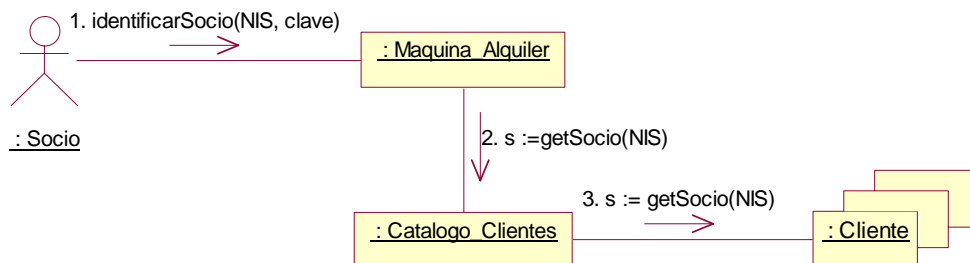 1. identificarSocio(NIS, clave)
: Maquina_Alquiler
: Socio
2. s :=getSocio(NIS)
3. s := getSocio(NIS)
: Catalogo_Clientes
: Cliente